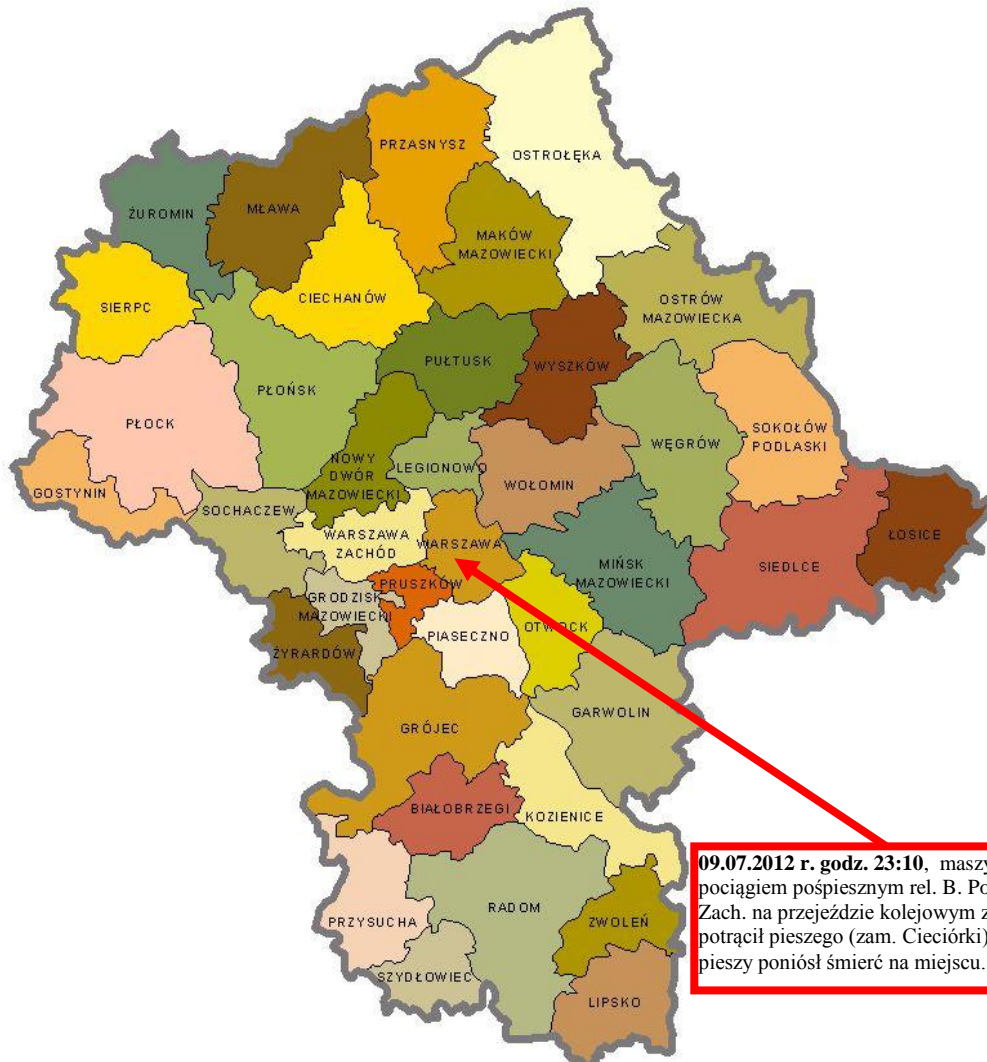 PRZASNYSZ
OSTROŁĘKA
ŻUROMIN
MŁAWA
MAKÓW
MAZOWIECKI
SIERPC
CIECHANÓW
OSTRÓW
MAZOWIECKA
PUŁTUSK
WYSZKÓW
PŁOŃSK
PŁOCK
SOKOŁÓW
PODLASKI
WĘGRÓW
NOWY
DWÓR
MAZOWIECKI
LEGIONOWO
WOŁOMIN
GOSTYNIN
SOCHACZEW
WARSZAWA
ZACHÓD
WARSZAWA
ŁOSICE
MIŃSK
MAZOWIECKI
SIEDLCE
PRUSZKÓW
GRODZISK
MAZOWIECKI
PIASECZNO
OTWOCK
ŻYRARDÓW
GARWOLIN
GRÓJEC
BIAŁOBRZEGI
KOZIENICE
RADOM
PRZYSUCHA
ZWOLEŃ
SZYDŁOWIEC
LIPSKO
09.07.2012 r. godz. 23:10, maszy
pociągiem pośpiesznym rel. B. Po
Zach. na przejeździe kolejowym z
potrącił pieszego (zam. Cieciórki)
pieszy poniósł śmierć na miejscu.